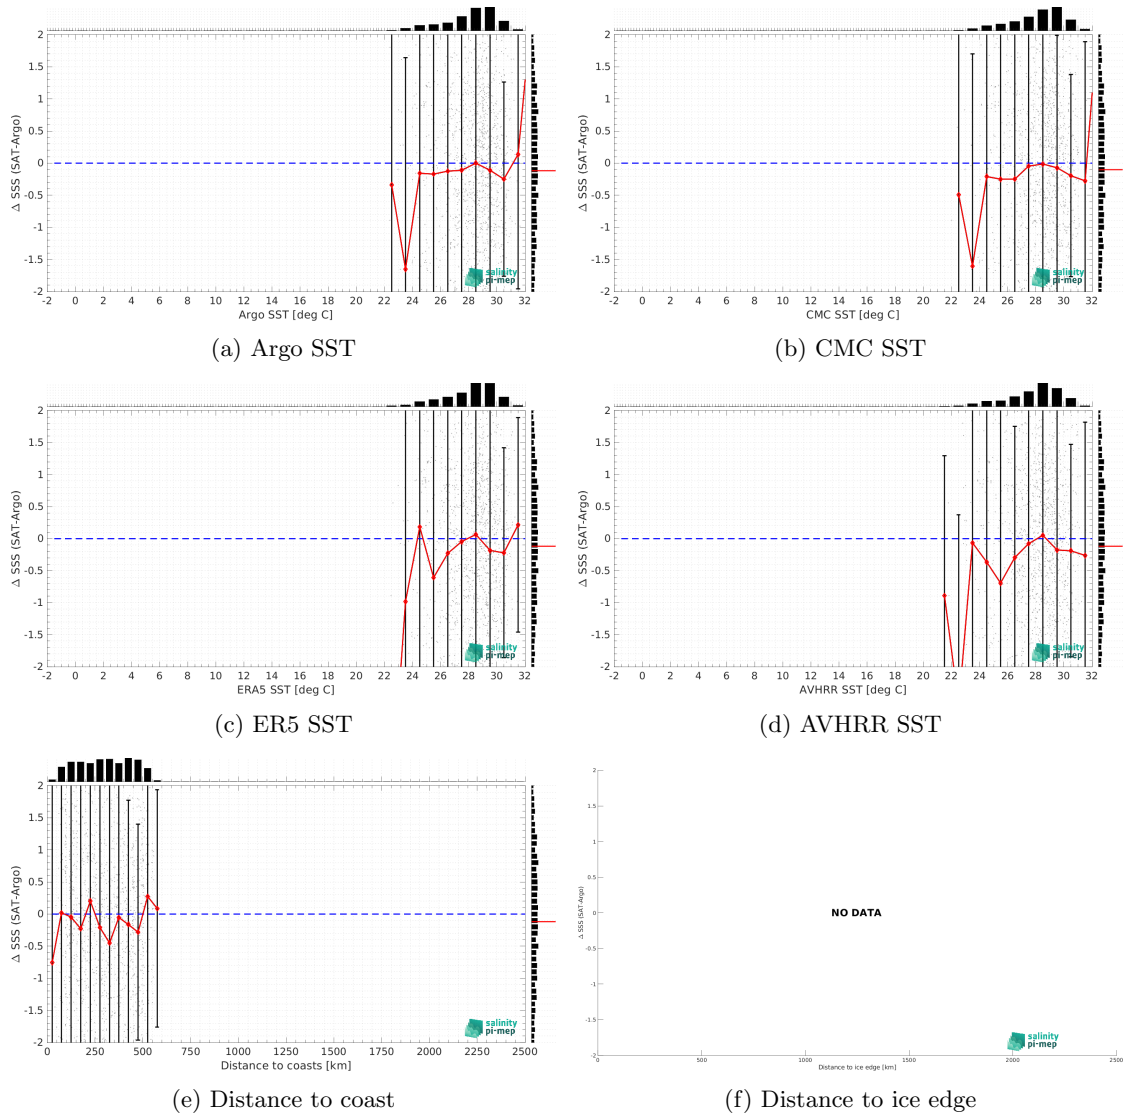 2
1.5
1
0.5
0
-0.5
-1
-1.5
-2
Δ SSS (SAT-Argo)
-2 0 2 4 6 8 10 12 14 16 18 20 22 24 26 28 30 32
Argo SST [deg C]
salinity
pi-mep
(a) Argo SST
2
1.5
1
0.5
0
-0.5
-1
-1.5
-2
Δ SSS (SAT-Argo)
-2 0 2 4 6 8 10 12 14 16 18 20 22 24 26 28 30 32
CMC SST [deg C]
salinity
pi-mep
(b) CMC SST
2
1.5
1
0.5
0
-0.5
-1
-1.5
-2
Δ SSS (SAT-Argo)
-2 0 2 4 6 8 10 12 14 16 18 20 22 24 26 28 30 32
ERA5 SST [deg C]
salinity
pi-mep
(c) ER5 SST
2
1.5
1
0.5
0
-0.5
-1
-1.5
-2
Δ SSS (SAT-Argo)
-2 0 2 4 6 8 10 12 14 16 18 20 22 24 26 28 30 32
AVHRR SST [deg C]
salinity
pi-mep
(d) AVHRR SST
2
1.5
1
0.5
0
-0.5
-1
-1.5
-2
Δ SSS (SAT-Argo)
0 250 500 750 1000 1250 1500 1750 2000 2250 2500
Distance to coasts [km]
salinity
pi-mep
(e) Distance to coast
2
1.5
1
0.5
0
-0.5
-1
-1.5
-2
Δ SSS (SAT-Argo)
NO DATA
0 500 1000 1500 2000 2500
Distance to ice edge [km]
salinity
pi-mep
(f) Distance to ice edge